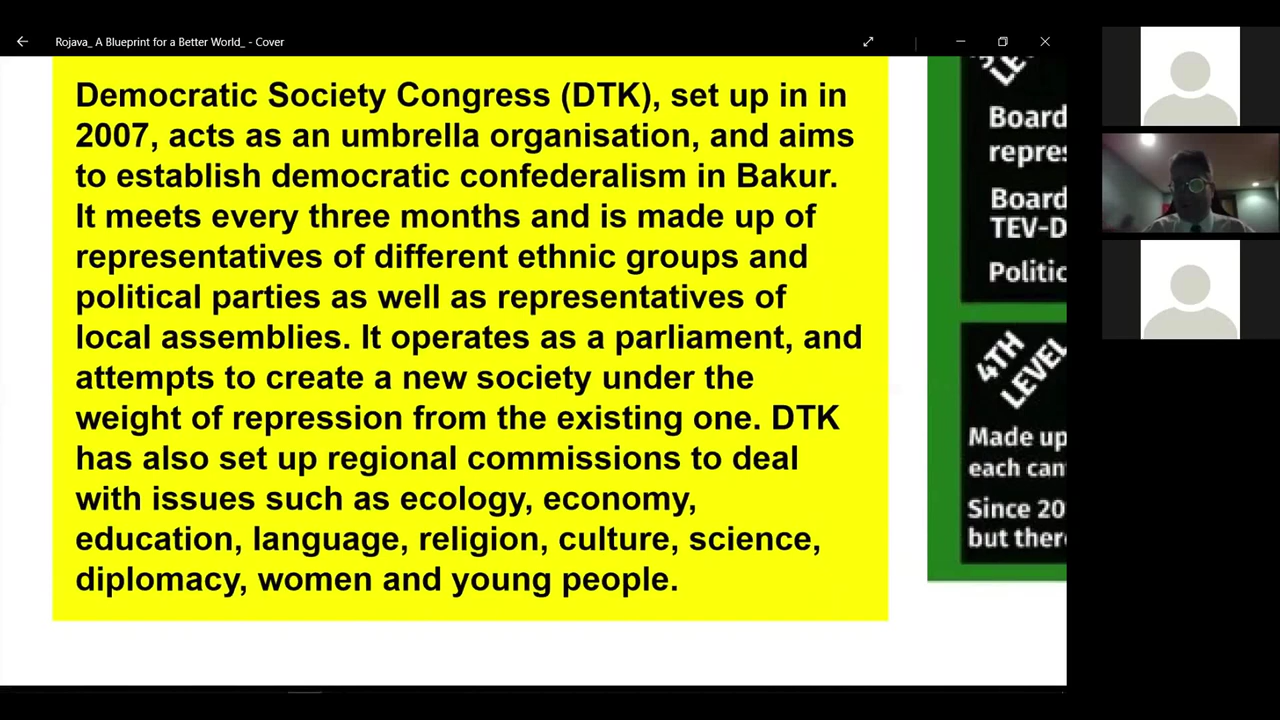 Rojava_ A Blueprint for a Better World_ - Cover
Democratic Society Congress (DTK), set up in in
2007, acts as an umbrella organisation, and aims
to establish democratic confederalism in Bakur.
It meets every three months and is made up of
representatives of different ethnic groups and
political parties as well as representatives of
local assemblies. It operates as a parliament, and
attempts to create a new society under the
weight of repression from the existing one. DTK
has also set up regional commissions to deal
with issues such as ecology, economy,
education, language, religion, culture, science,
diplomacy, women and young people.
Board
Board
TEV-D
4TH
LEVEL
Made up
each
Since 20
but